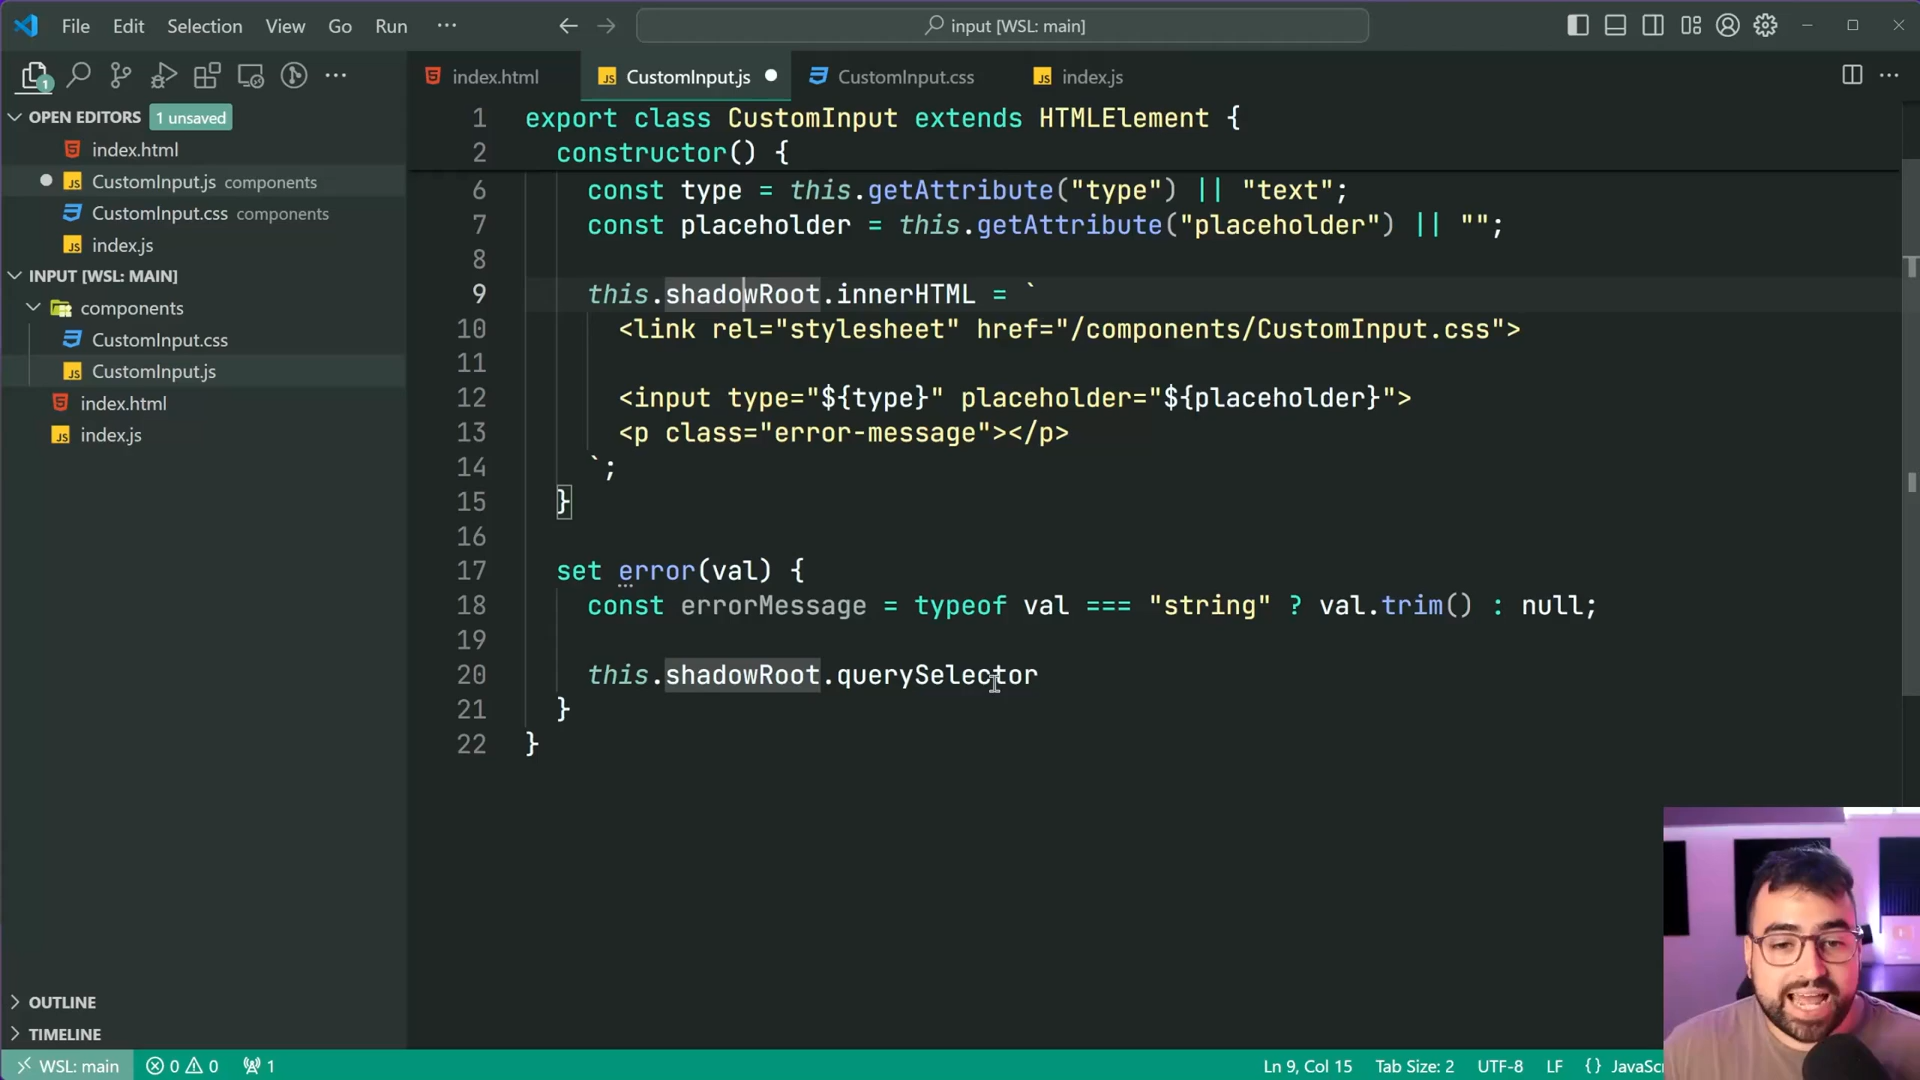 File Edit Selection View Go Run ···
input [WSL: main]
1
index.html
CustomInput.js
CustomInput.css
index.js
OPEN EDITORS 1 unsaved
index.html
CustomInput.js components
CustomInput.css components
index.js
INPUT [WSL: MAIN]
components
CustomInput.css
CustomInput.js
index.html
index.js
OUTLINE
TIMELINE
1 export class CustomInput extends HTMLElement {
2 constructor() {
6 const type = this.getAttribute("type") || "text";
7 const placeholder = this.getAttribute("placeholder") || "";
8
9 this.shadowRoot.innerHTML = `
10 <link rel="stylesheet" href="/components/CustomInput.css">
11
12 <input type="${type}" placeholder="${placeholder}">
13 <p class="error-message"></p>
14 `;
15 }
16
17 set error(val) {
18 const errorMessage = typeof val === "string" ? val.trim() : null;
19
20 this.shadowRoot.querySelector
21 }
22 }
WSL: main 0 0 1
Ln 9, Col 15 Tab Size: 2 UTF-8 LF {} JavaSc